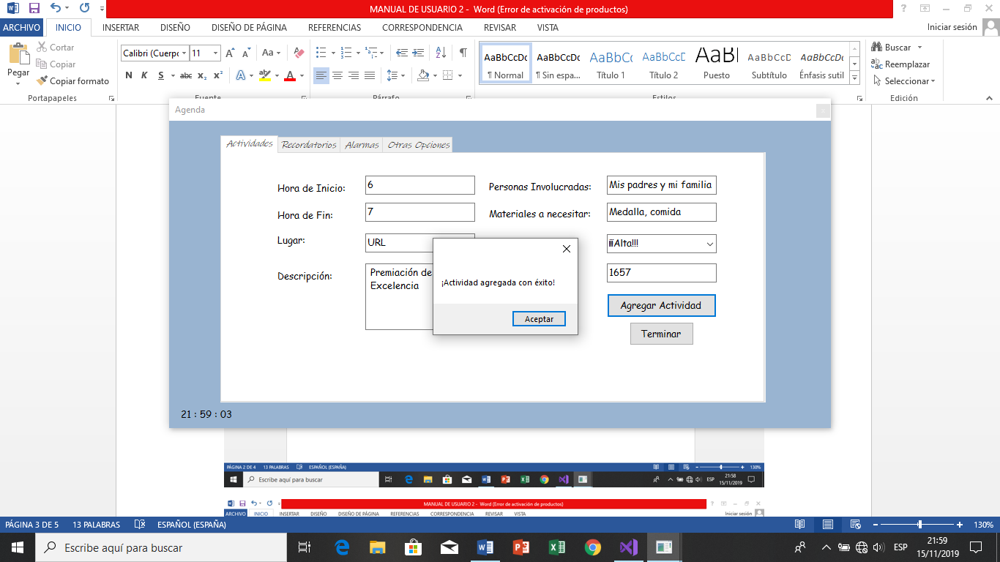 MANUAL DE USUARIO 2 - Word (Error de activación de productos)
ARCHIVO INICIO INSERTAR DISEÑO DISEÑO DE PÁGINA REFERENCIAS CORRESPONDENCIA REVISAR VISTA Iniciar sesión
Pegar
Cortar
Copiar
Copiar formato
Portapapeles
Calibri (Cuerpo 11
N K S abc x₂ x²
Fuente
Párrafo
AaBbCcDc AaBbCcDc AaBbCc AaBbCcD AaBl AaBbCcD AaBbCcDc
¶ Normal ¶ Sin espa... Título 1 Título 2 Puesto Subtítulo Énfasis sutil
Estilos
Buscar
Reemplazar
Seleccionar
Edición
Agenda
Actividades Recordatorios Alarmas Otras Opciones
Hora de Inicio: 6 Personas Involucradas: Mis padres y mi familia
Hora de Fin: 7 Materiales a necesitar: Medalla, comida
Lugar: URL ¡¡¡Alta!!!
Descripción: Premiación de 1657
Excelencia
¡Actividad agregada con éxito!
Aceptar
Agregar Actividad
Terminar
21 : 59 : 03
PÁGINA 2 DE 4 13 PALABRAS ESPAÑOL (ESPAÑA) 130%
Escribe aquí para buscar ESP 21:58
15/11/2019
MANUAL DE USUARIO 2 - Word (Error de activación de productos)
ARCHIVO INICIO INSERTAR DISEÑO DISEÑO DE PÁGINA REFERENCIAS CORRESPONDENCIA REVISAR VISTA Iniciar sesión
PÁGINA 3 DE 5 13 PALABRAS ESPAÑOL (ESPAÑA) 130%
Escribe aquí para buscar ESP 21:59
15/11/2019